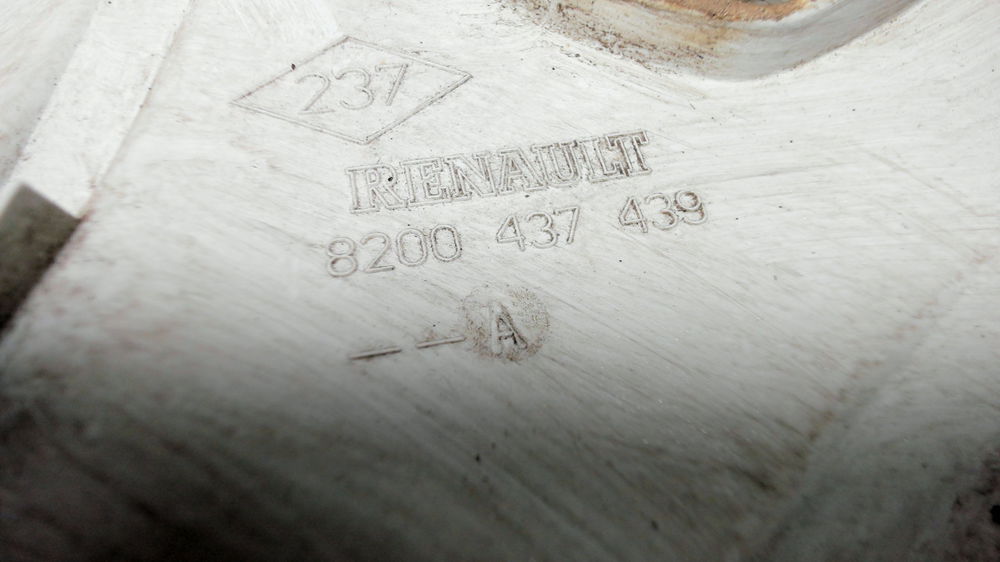 237
RENAULT
8200 437 439
— — A